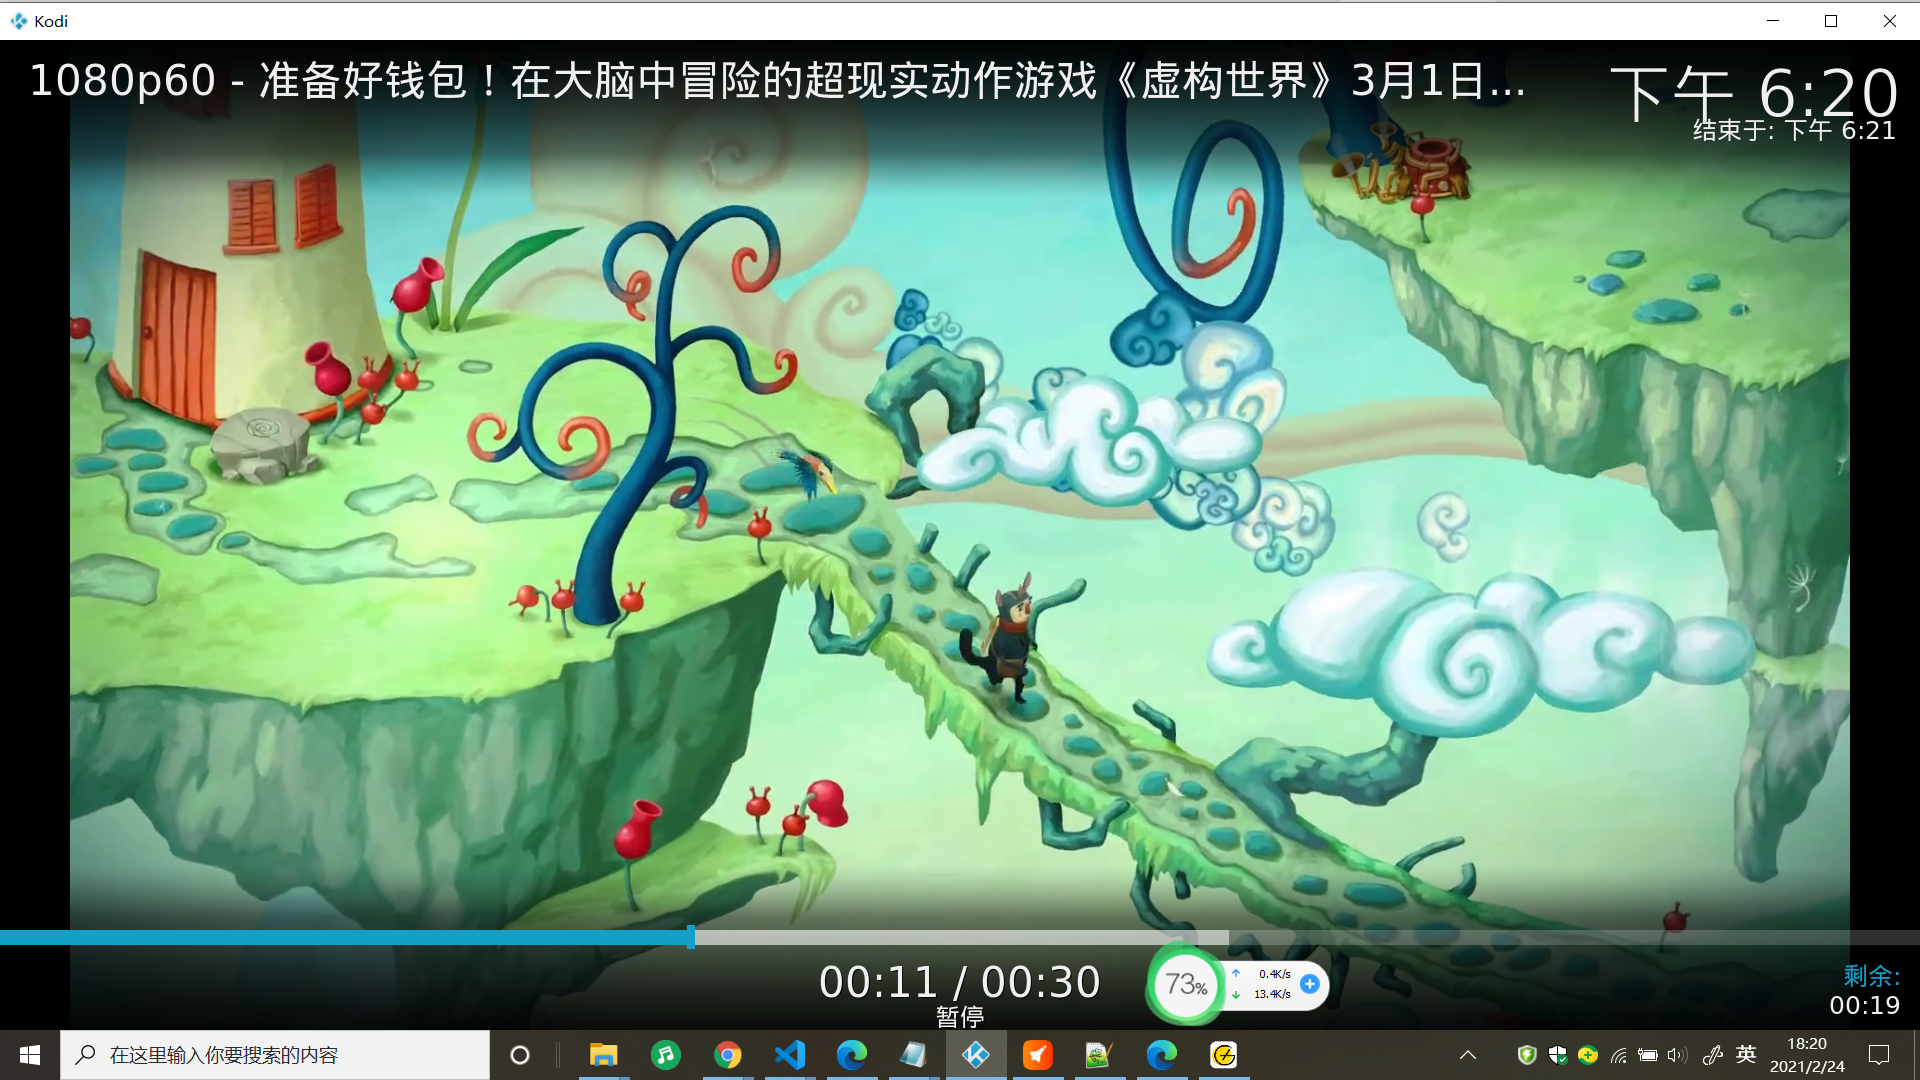 Kodi
1080p60 - 准备好钱包！在大脑中冒险的超现实动作游戏《虚构世界》3月1日...
下午 6:20
结束于: 下午 6:21
00:11 / 00:30
暂停
73%
0.4K/s
13.4K/s
剩余:
00:19
在这里输入你要搜索的内容
英
18:20
2021/2/24